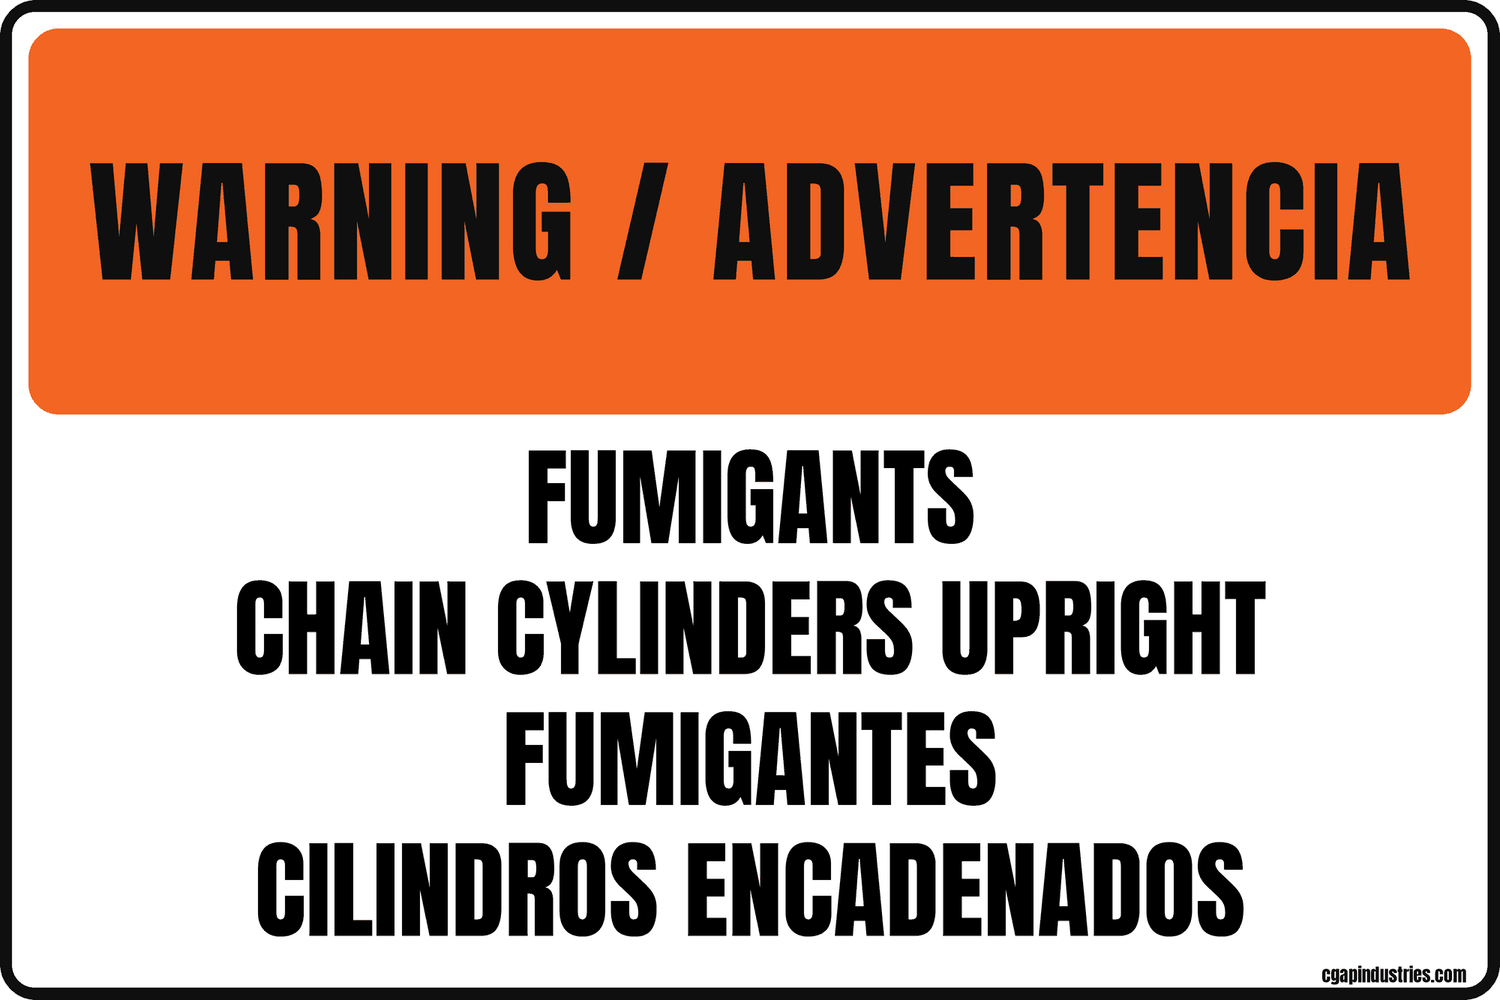 WARNING / ADVERTENCIA
FUMIGANTS
CHAIN CYLINDERS UPRIGHT
FUMIGANTES
CILINDROS ENCADENADOS
cgapindustries.com